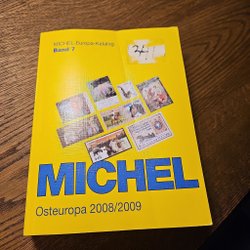 MICHEL-Europa-Katalog
Band 7
MICHEL
Osteuropa 2008/2009